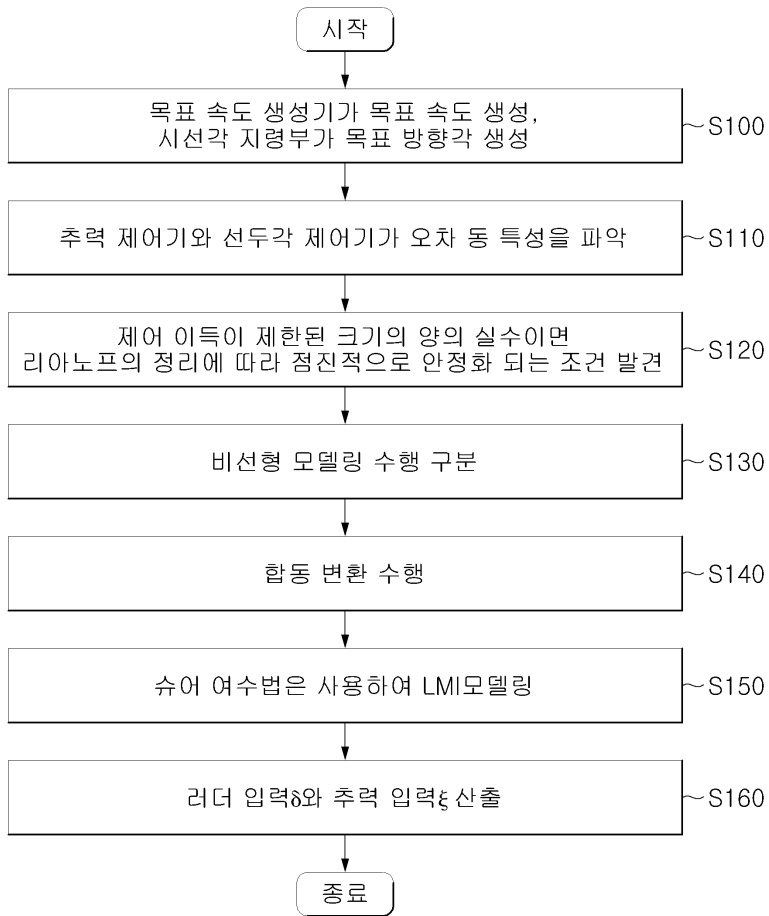 시작
목표 속도 생성기가 목표 속도 생성,
시선각 지령부가 목표 방향각 생성
S100
추력 제어기와 선두각 제어기가 오차 동 특성을 파악
S110
제어 이득이 제한된 크기의 양의 실수이면
리아노프의 정리에 따라 점진적으로 안정화 되는 조건 발견
S120
비선형 모델링 수행 구분
S130
합동 변환 수행
S140
슈어 여수법은 사용하여 LMI모델링
S150
러더 입력δ와 추력 입력ξ 산출
S160
종료